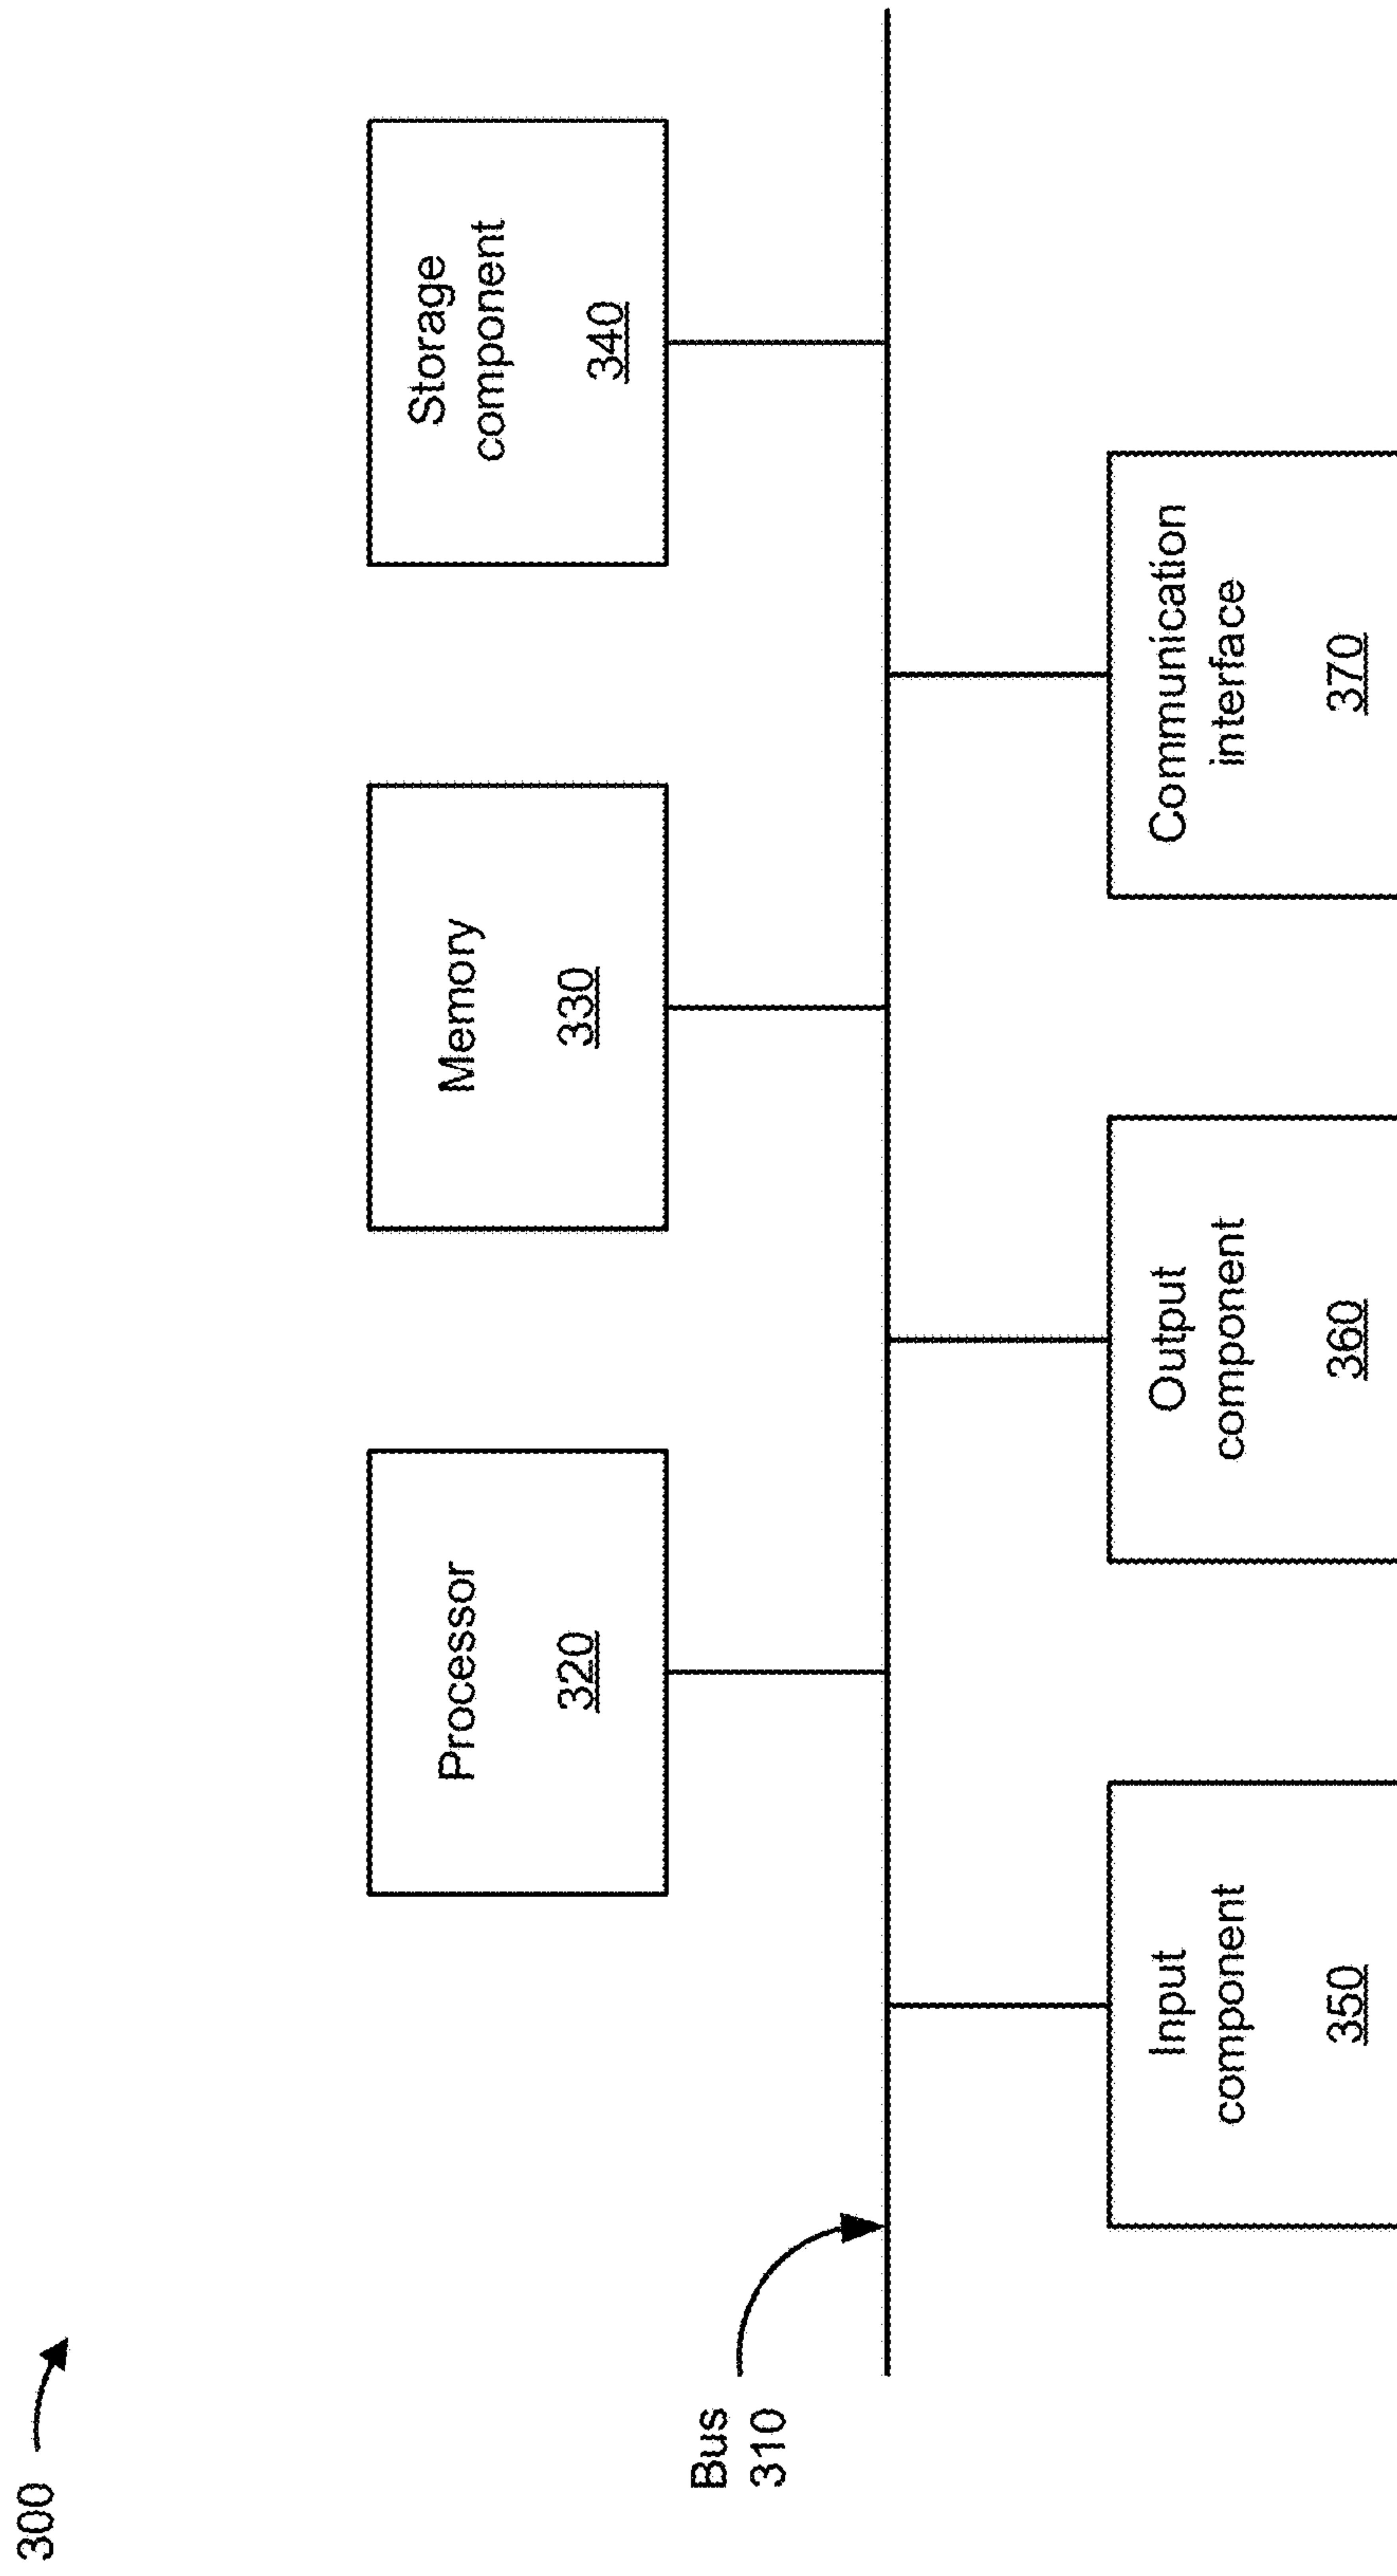 300
Bus
310
Processor
320
Memory
330
Storage
component
340
Input
component
350
Output
component
360
Communication
interface
370